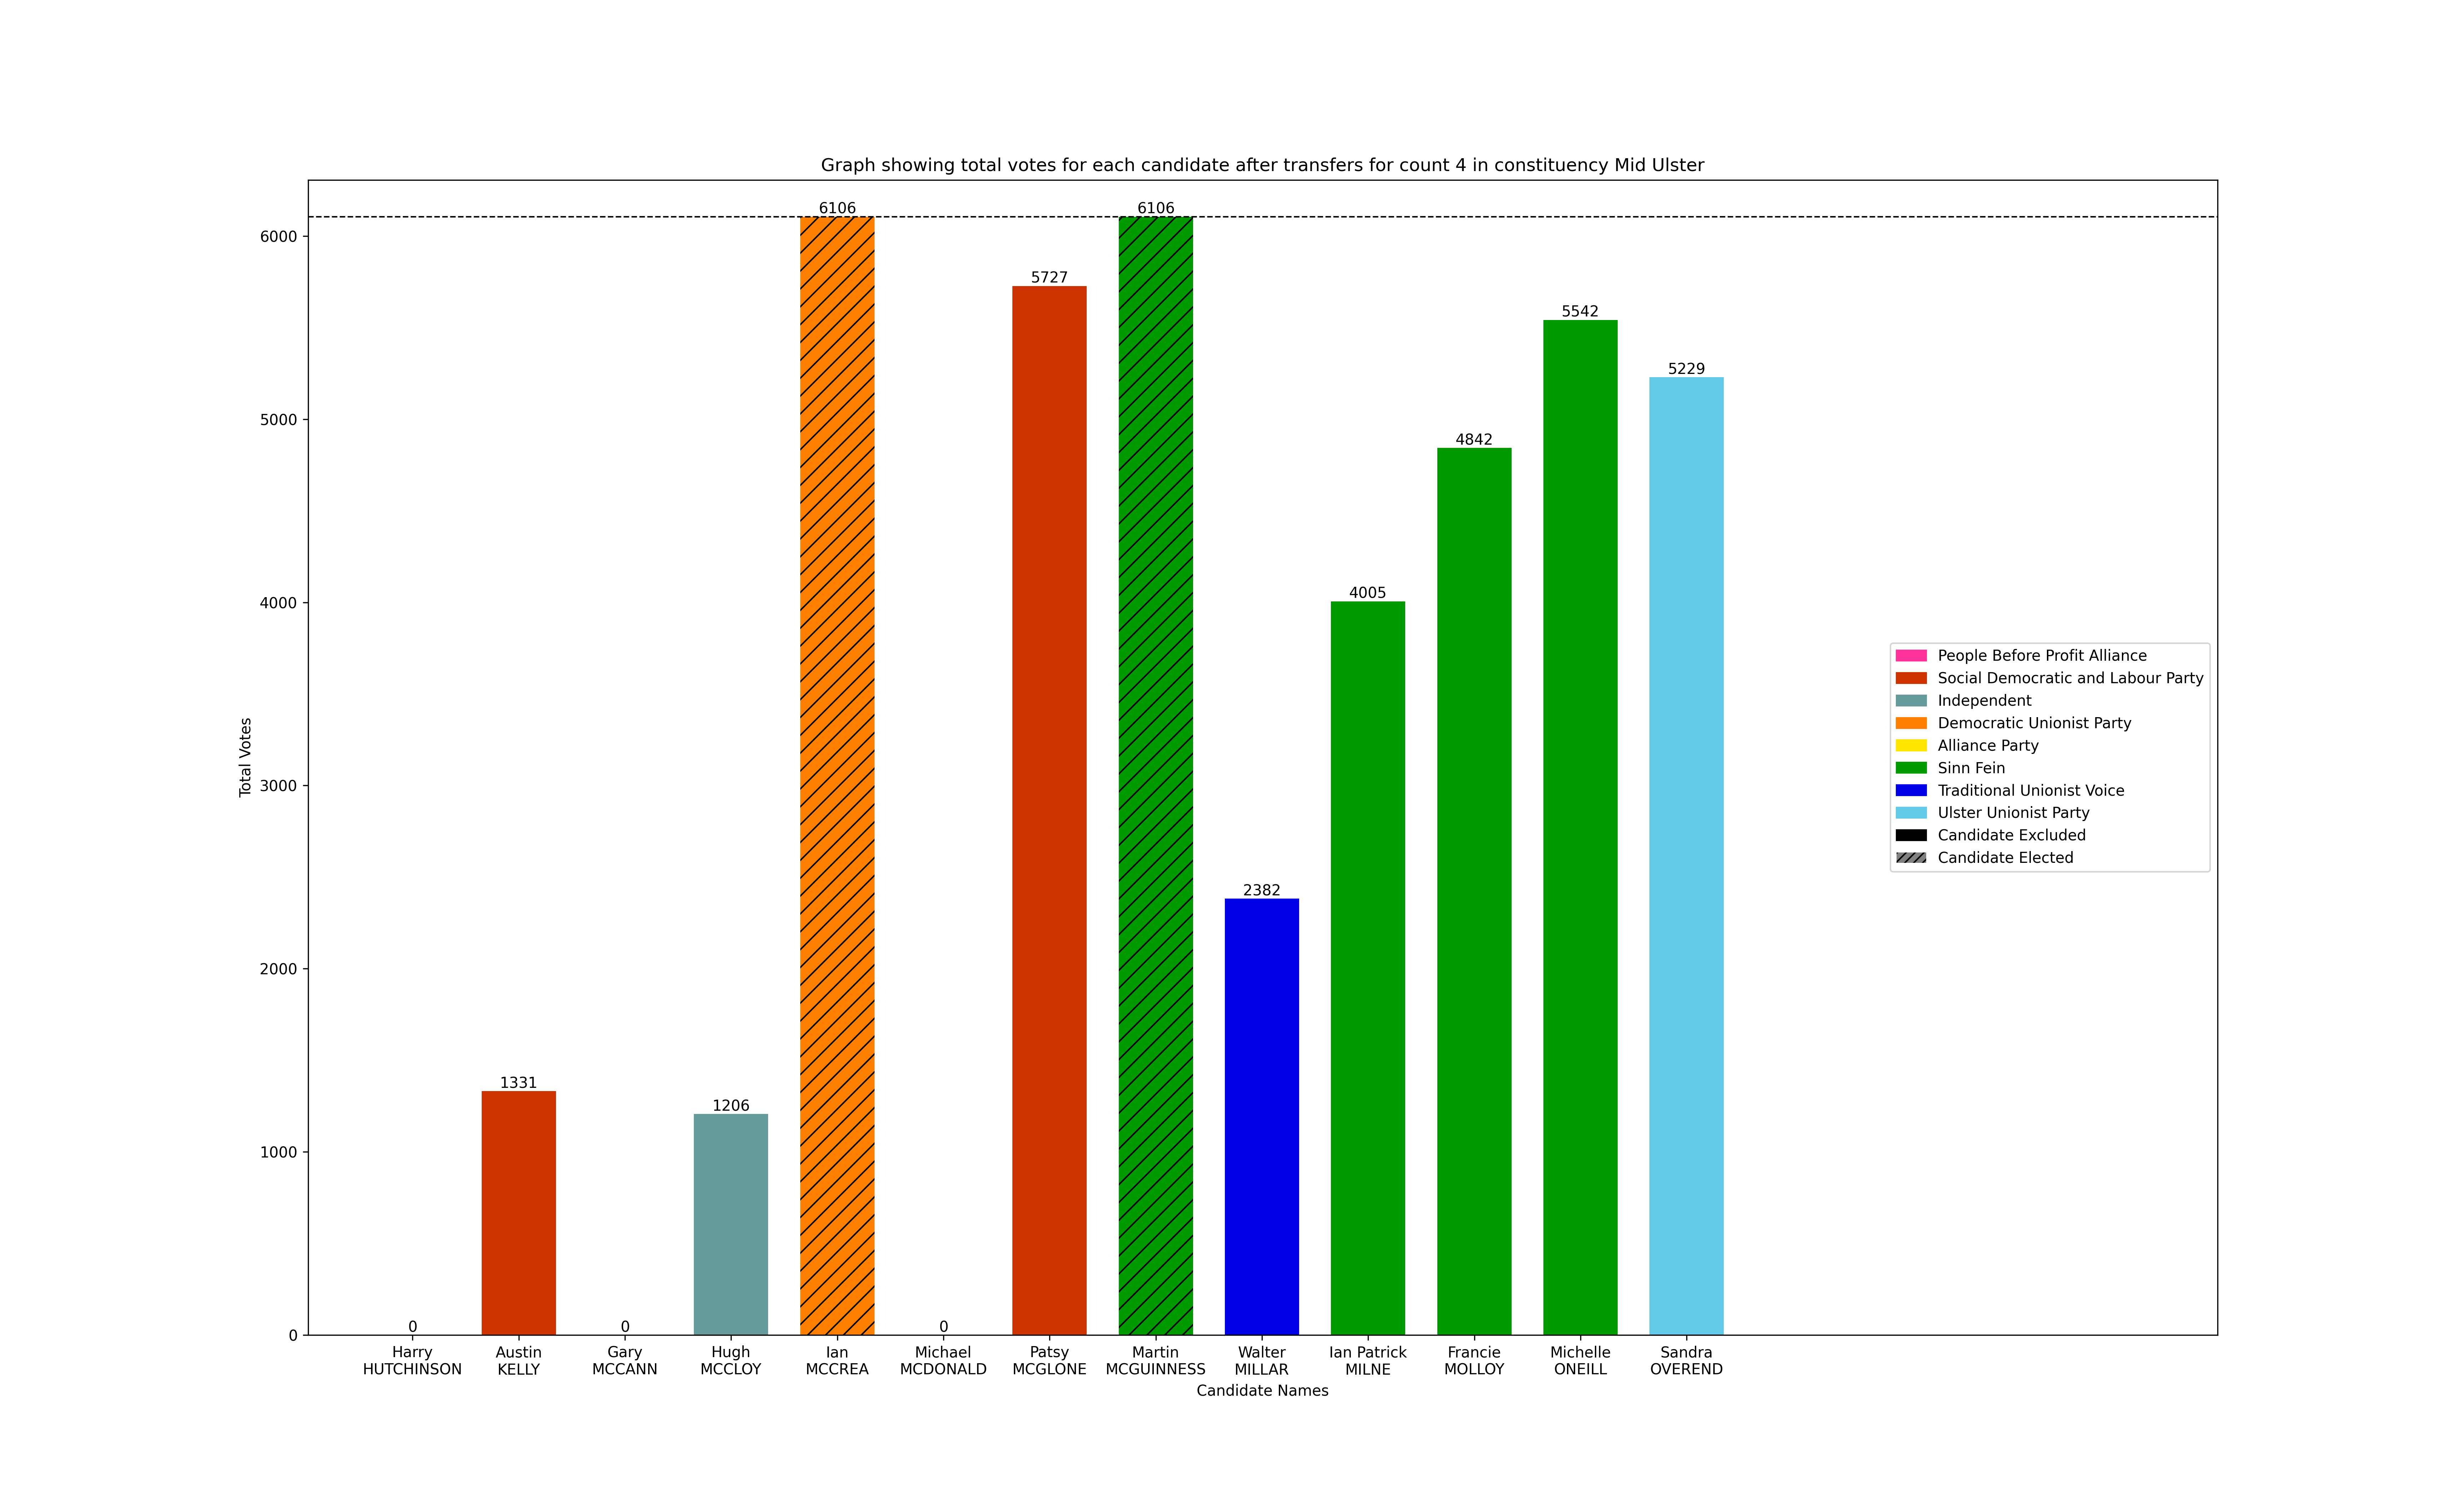 Graph showing total votes for each candidate after transfers for count 4 in constituency Mid Ulster
6106
6106
6000
5727
5542
5229
5000
4842
4005
4000
People Before Profit Alliance
Social Democratic and Labour Party
Independent
Democratic Unionist Party
Alliance Party
Sinn Fein
Traditional Unionist Voice
Ulster Unionist Party
Candidate Excluded
Candidate Elected
Total Votes
3000
2382
2000
1331
1206
1000
0
0
0
0
Harry
HUTCHINSON
Austin
KELLY
Gary
MCCANN
Hugh
MCCLOY
Ian
MCCREA
Michael
MCDONALD
Patsy
MCGLONE
Martin
MCGUINNESS
Walter
MILLAR
Ian Patrick
MILNE
Francie
MOLLOY
Michelle
ONEILL
Sandra
OVEREND
Candidate Names